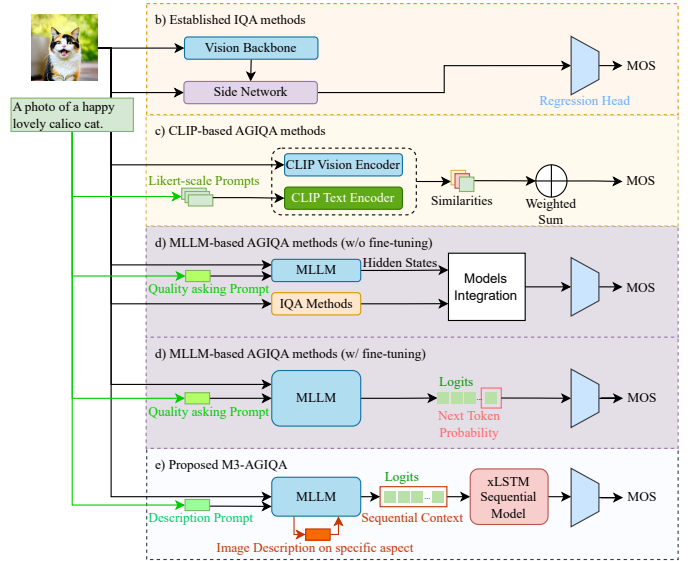 b) Established IQA methods
Vision Backbone
Side Network
Regression Head
MOS
A photo of a happy
lovely calico cat.
c) CLIP-based AGIQA methods
CLIP Vision Encoder
Likert-scale Prompts
CLIP Text Encoder
Similarities
Weighted
Sum
MOS
d) MLLM-based AGIQA methods (w/o fine-tuning)
MLLM
Hidden States
Quality asking Prompt
IQA Methods
Models
Integration
MOS
d) MLLM-based AGIQA methods (w/ fine-tuning)
MLLM
Quality asking Prompt
Logits
...
Next Token
Probability
MOS
e) Proposed M3-AGIQA
MLLM
Description Prompt
Image Description on specific aspect
Logits
...
Sequential Context
xLSTM
Sequential
Model
MOS